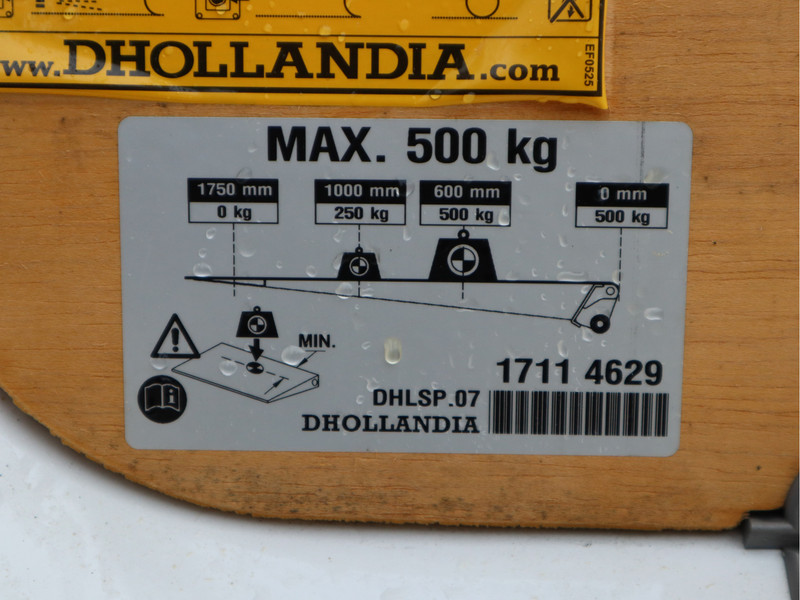 www.DHOLLANDIA.com
EF0525
MAX. 500 kg
1750 mm 1000 mm 600 mm 0 mm
0 kg 250 kg 500 kg 500 kg
MIN.
1711 4629
DHLSP.07
DHOLLANDIA